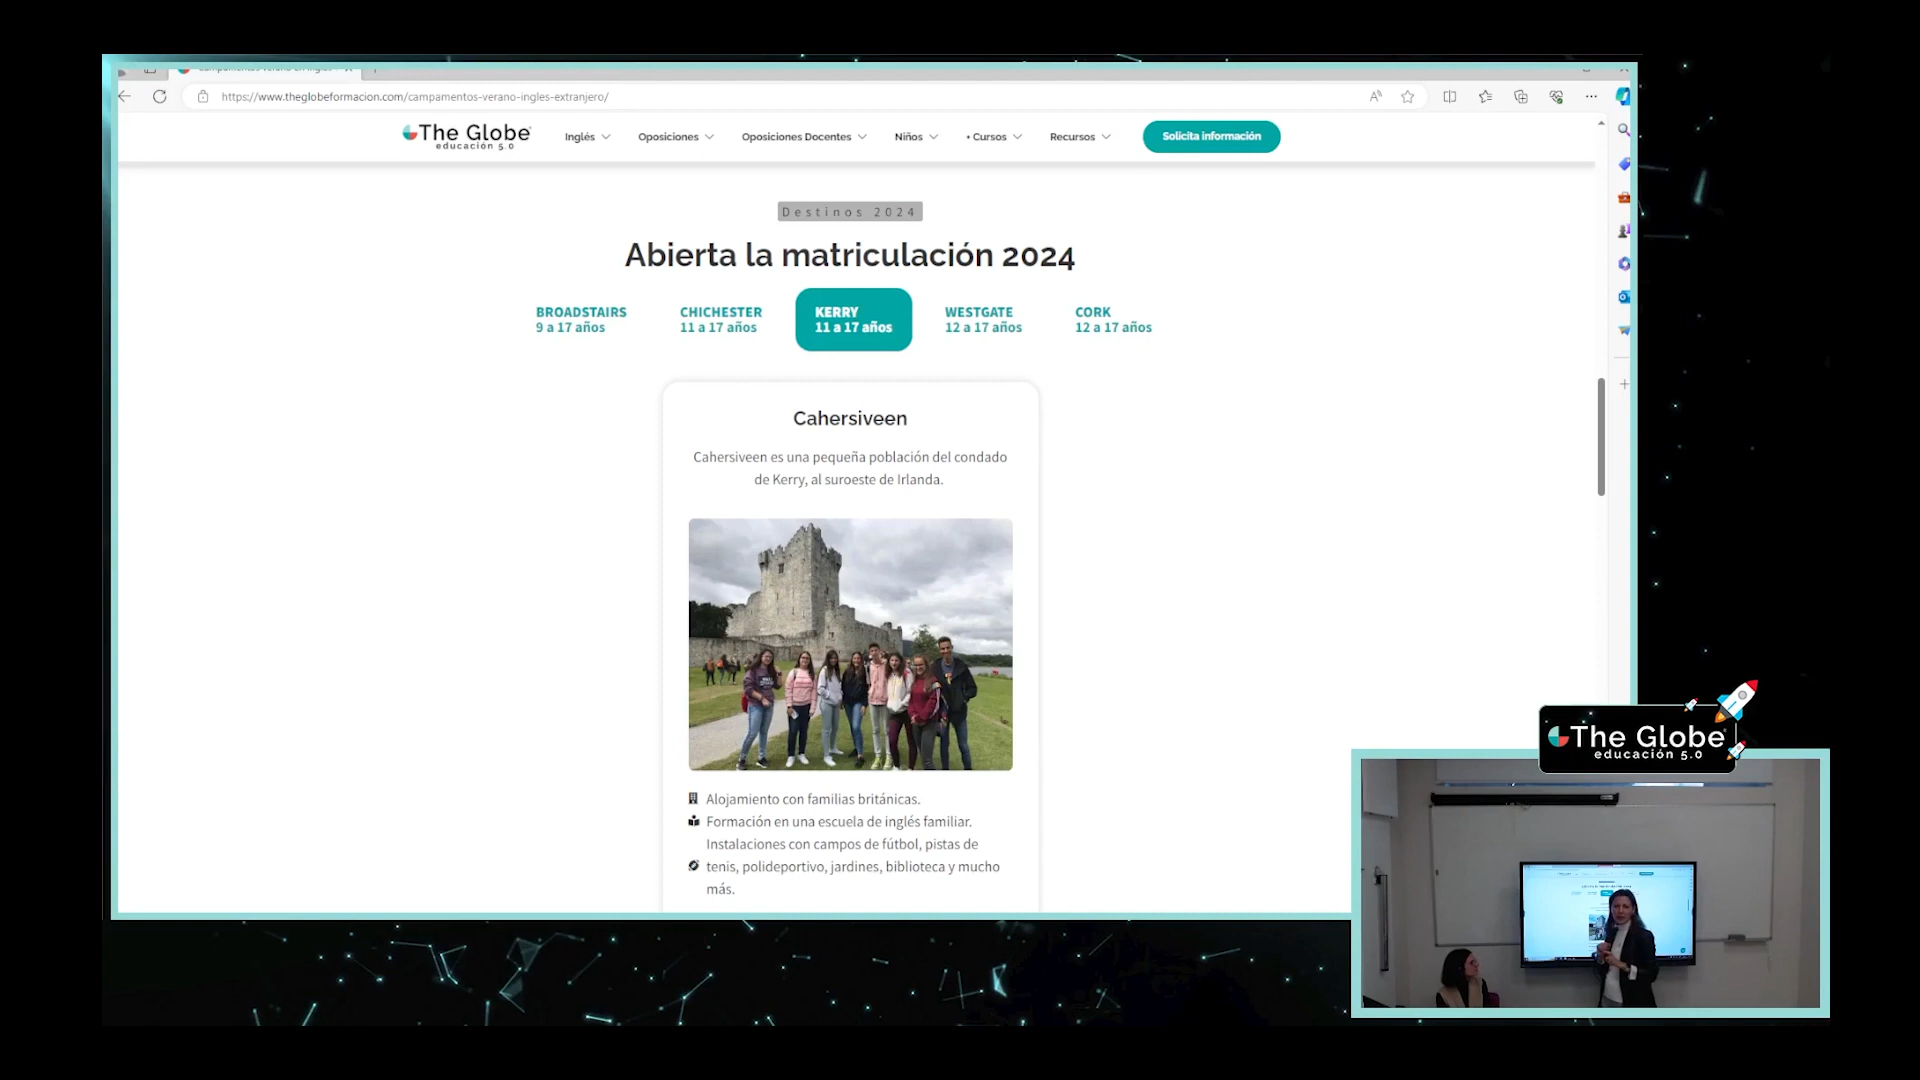 https://www.theglobeformacion.com/campamentos-verano-ingles-extranjero/
The Globe
educación 5.0
Inglés
Oposiciones
Oposiciones Docentes
Niños
+ Cursos
Recursos
Solicita información
Destinos 2024
Abierta la matriculación 2024
BROADSTAIRS
9 a 17 años
CHICHESTER
11 a 17 años
KERRY
11 a 17 años
WESTGATE
12 a 17 años
CORK
12 a 17 años
Cahersiveen
Cahersiveen es una pequeña población del condado
de Kerry, al suroeste de Irlanda.
Alojamiento con familias británicas.
Formación en una escuela de inglés familiar.
Instalaciones con campos de fútbol, pistas de
tenis, polideportivo, jardines, biblioteca y mucho
más.
The Globe
educación 5.0